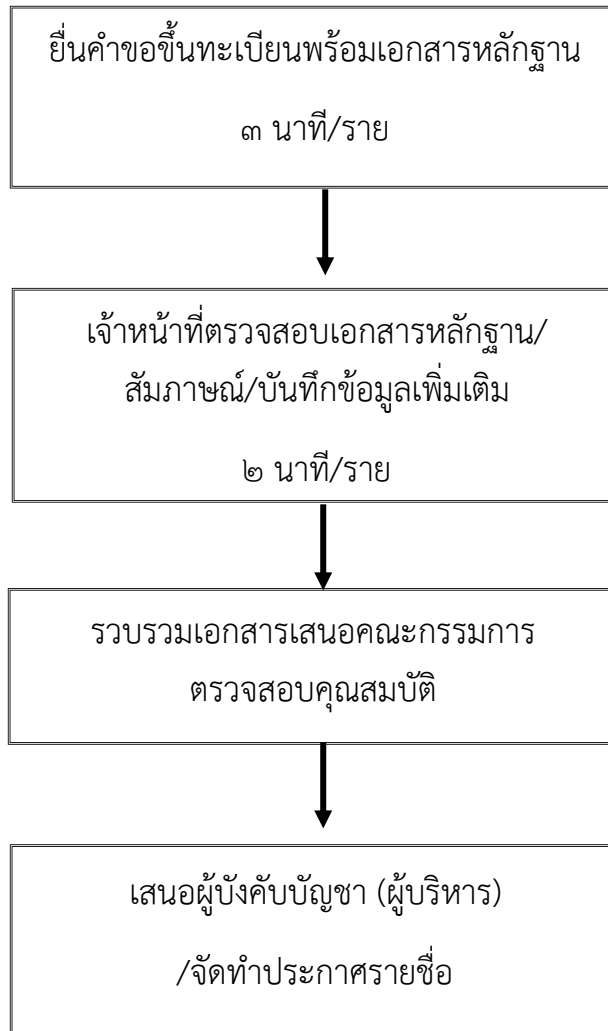 ยื่นคำขอขึ้นทะเบียนพร้อมเอกสารหลักฐาน
๓ นาที/ราย
เจ้าหน้าที่ตรวจสอบเอกสารหลักฐาน/
สัมภาษณ์/บันทึกข้อมูลเพิ่มเติม
๒ นาที/ราย
รวบรวมเอกสารเสนอคณะกรรมการ
ตรวจสอบคุณสมบัติ
เสนอผู้บังคับบัญชา (ผู้บริหาร)
/จัดทำประกาศรายชื่อ